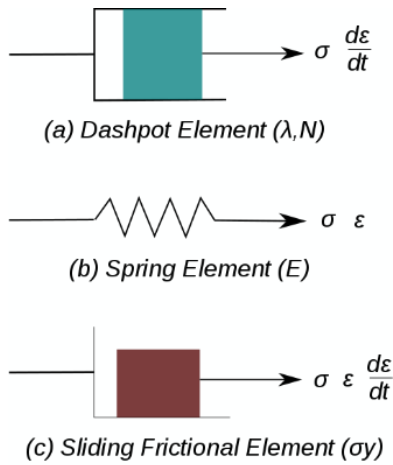 σ dε/dt
(a) Dashpot Element (λ,N)
σ ε
(b) Spring Element (E)
σ ε dε/dt
(c) Sliding Frictional Element (σy)